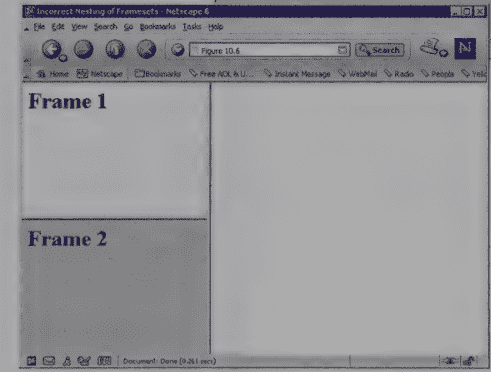 Incorrect Nesting of Framesets - Netscape 6
File Edit View Search Go Bookmarks Tasks Help
Figure 10.6 Search N
Home Netscape Bookmarks Free AOL & U... Instant Message WebMail Radio People Yell
Frame 1
Frame 2
Document: Done (0.261 secs)